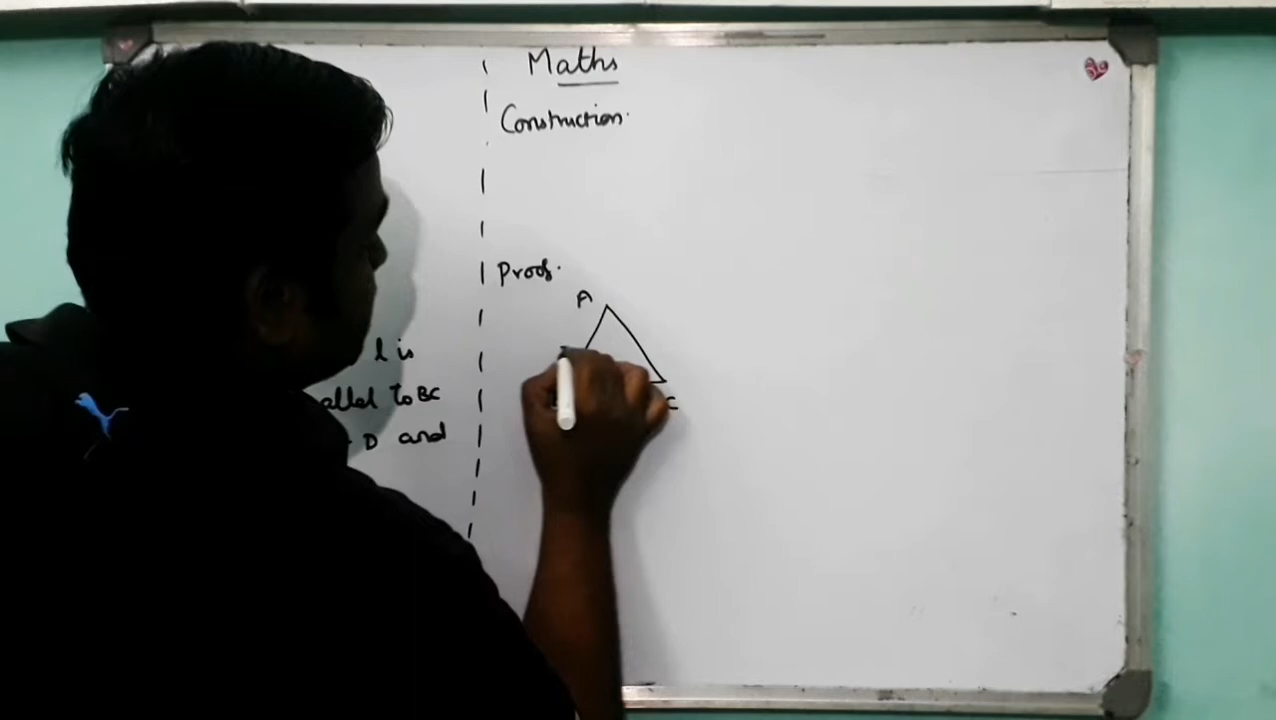 Maths
Construction.
Proof.
A
C
l is
allel to BC
D and